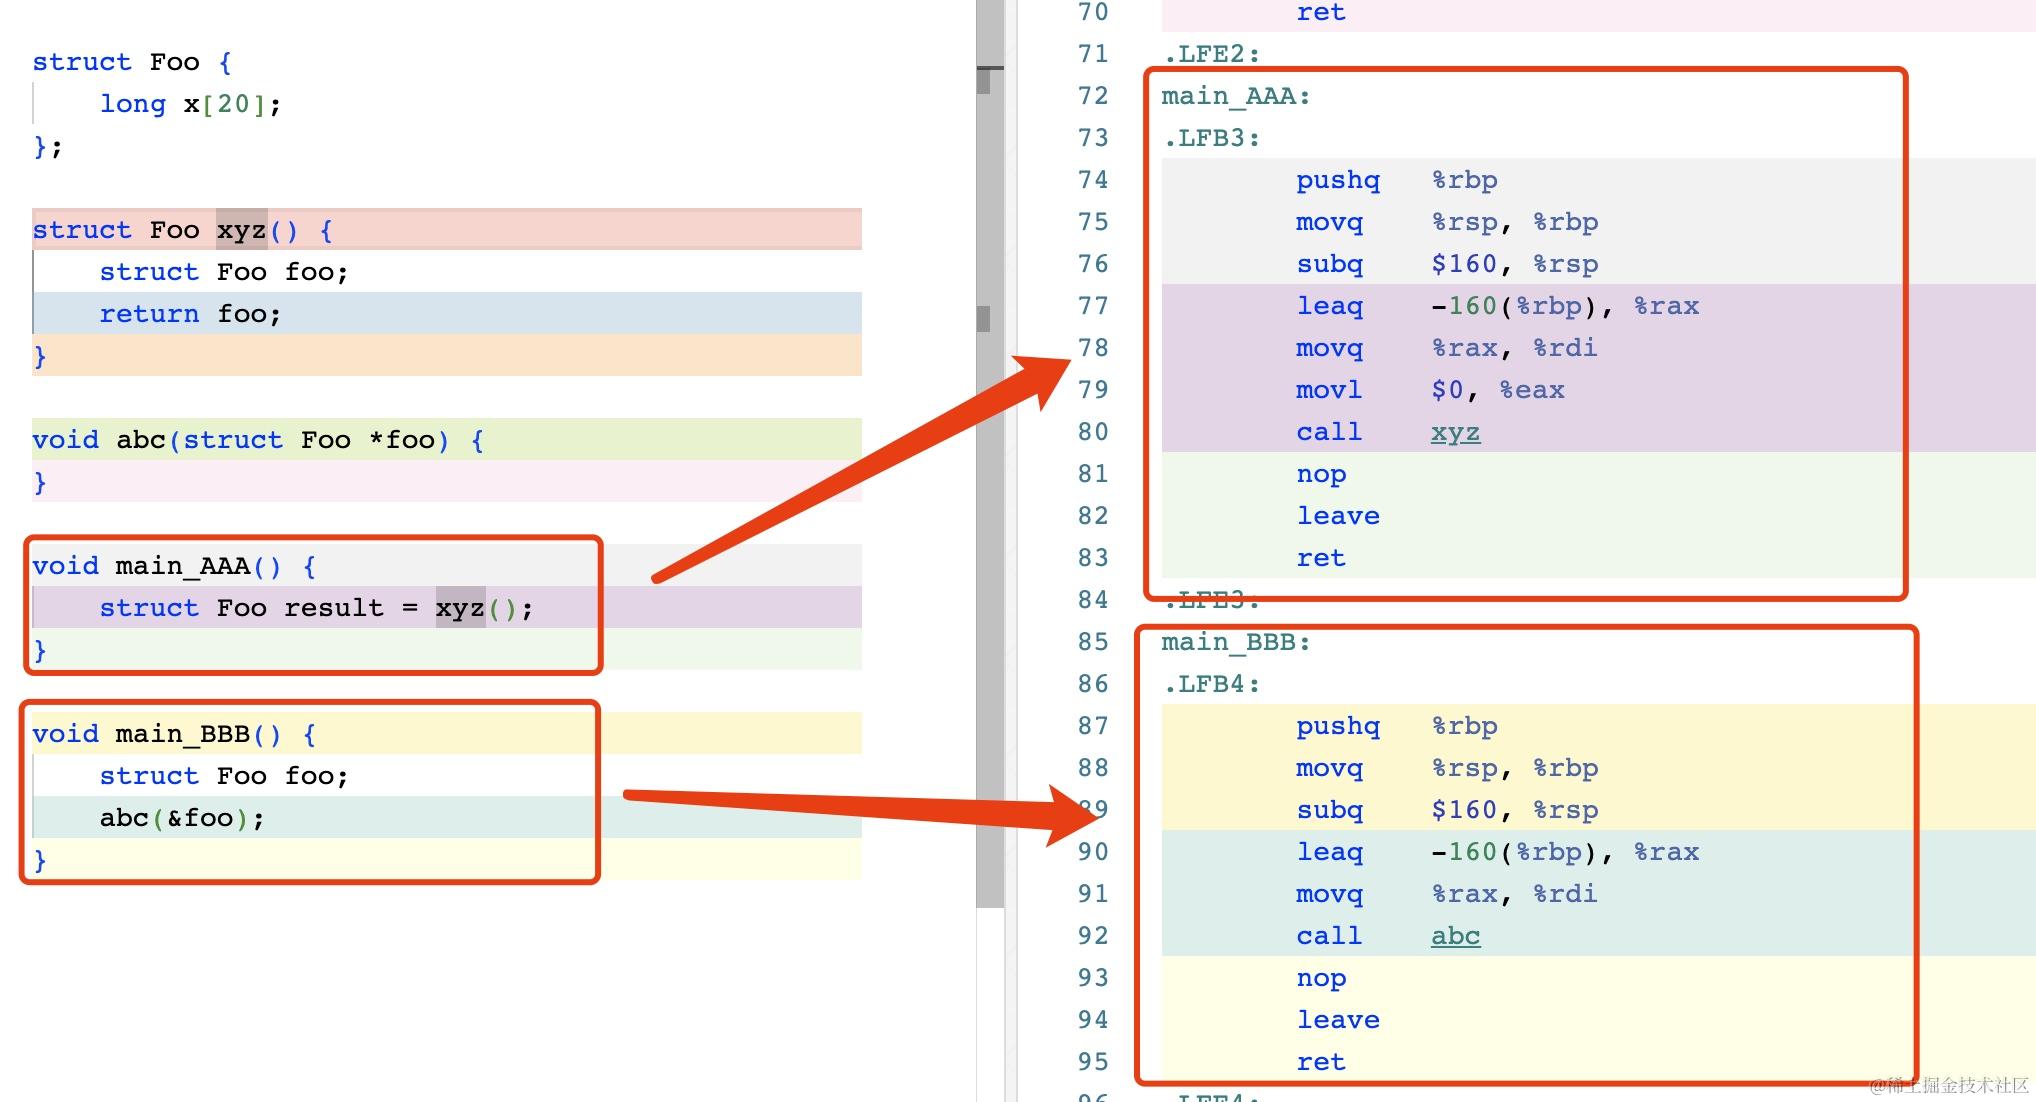 struct Foo {
    long x[20];
};
struct Foo xyz() {
    struct Foo foo;
    return foo;
}
void abc(struct Foo *foo) {
}
void main_AAA() {
    struct Foo result = xyz();
}
void main_BBB() {
    struct Foo foo;
    abc(&foo);
}
70 ret
71 .LFE2:
72 main_AAA:
73 .LFB3:
74 pushq %rbp
75 movq %rsp, %rbp
76 subq $160, %rsp
77 leaq -160(%rbp), %rax
78 movq %rax, %rdi
79 movl $0, %eax
80 call xyz
81 nop
82 leave
83 ret
84 .LFE3:
85 main_BBB:
86 .LFB4:
87 pushq %rbp
88 movq %rsp, %rbp
89 subq $160, %rsp
90 leaq -160(%rbp), %rax
91 movq %rax, %rdi
92 call abc
93 nop
94 leave
95 ret
96 .LFE4:
@稀土掘金技术社区